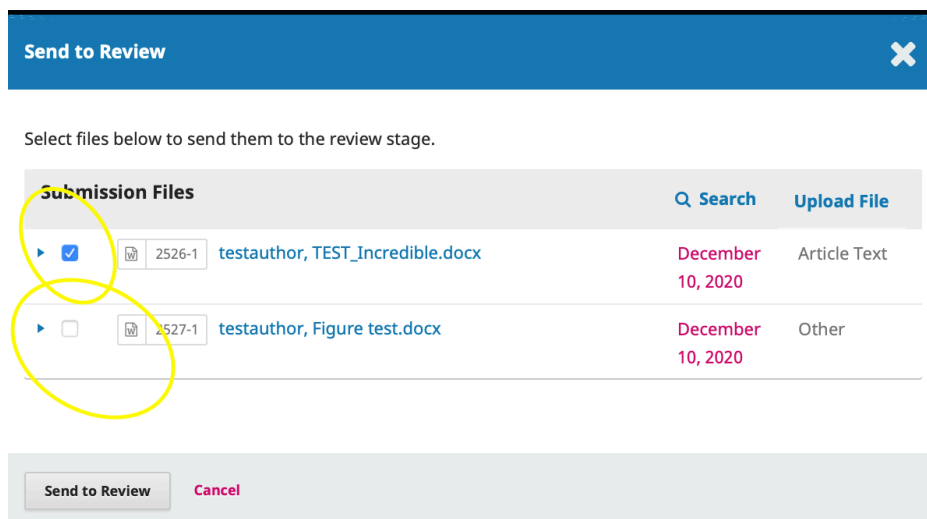 Send to Review
Select files below to send them to the review stage.
Submission Files Search Upload File
2526-1 testauthor, TEST_Incredible.docx December Article Text
10, 2020
2527-1 testauthor, Figure test.docx December Other
10, 2020
Send to Review Cancel